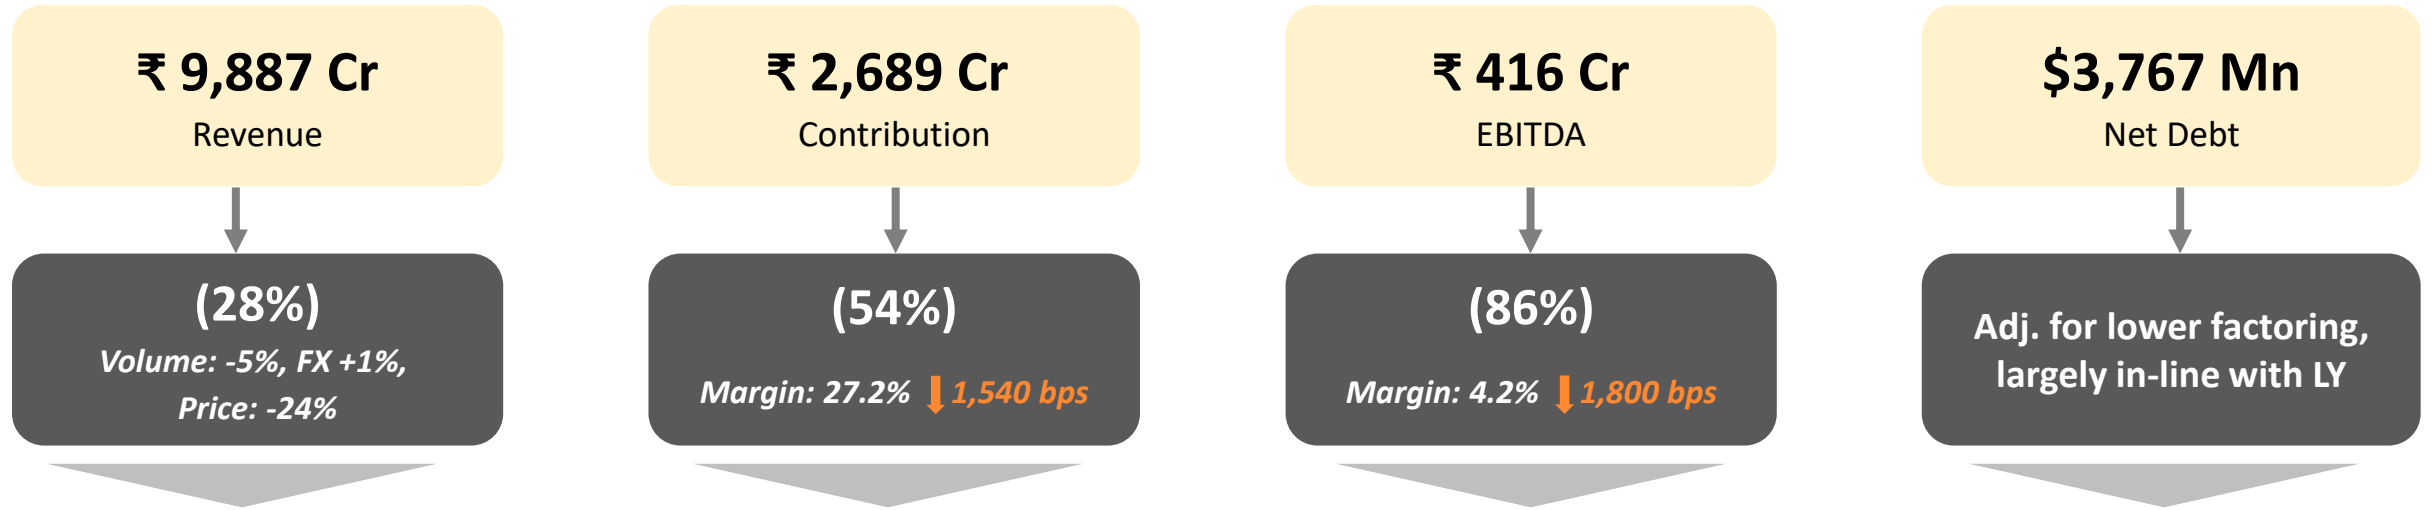 ₹ 9,887 Cr
Revenue
(28%)
Volume: -5%, FX +1%,
Price: -24%
₹ 2,689 Cr
Contribution
(54%)
Margin: 27.2% 1,540 bps
₹ 416 Cr
EBITDA
(86%)
Margin: 4.2% 1,800 bps
$3,767 Mn
Net Debt
Adj. for lower factoring,
largely in-line with LY